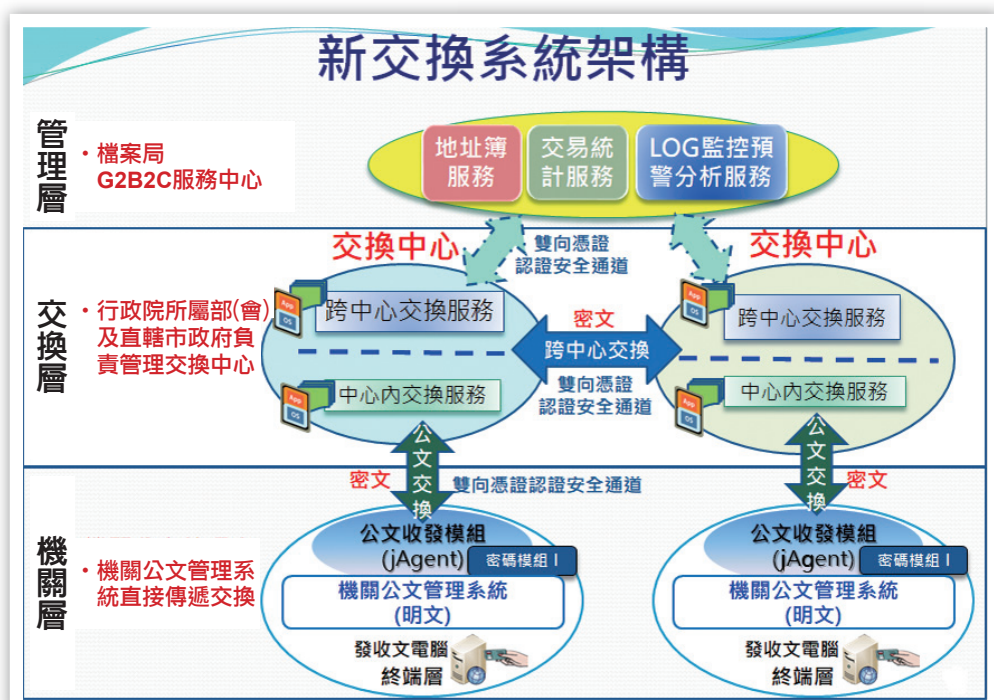 新交換系統架構
管理層
・檔案局
G2B2C服務中心
地址簿
服務
交易統
計服務
LOG監控預
警分析服務
交換層
・行政院所屬部(會)
及直轄市政府負
責管理交換中心
交換中心
雙向憑證
認證安全通道
交換中心
App
OS
跨中心交換服務
App
OS
中心內交換服務
密文
跨中心交換
雙向憑證
認證安全通道
App
OS
跨中心交換服務
App
OS
中心內交換服務
公文交換
密文
雙向憑證認證安全通道
公文交換
密文
機關層
・機關公文管理系
統直接傳遞交換
公文收發模組
(jAgent)
密碼模組 I
機關公文管理系統
(明文)
發收文電腦
終端層
公文收發模組
(jAgent)
密碼模組 I
機關公文管理系統
(明文)
發收文電腦
終端層